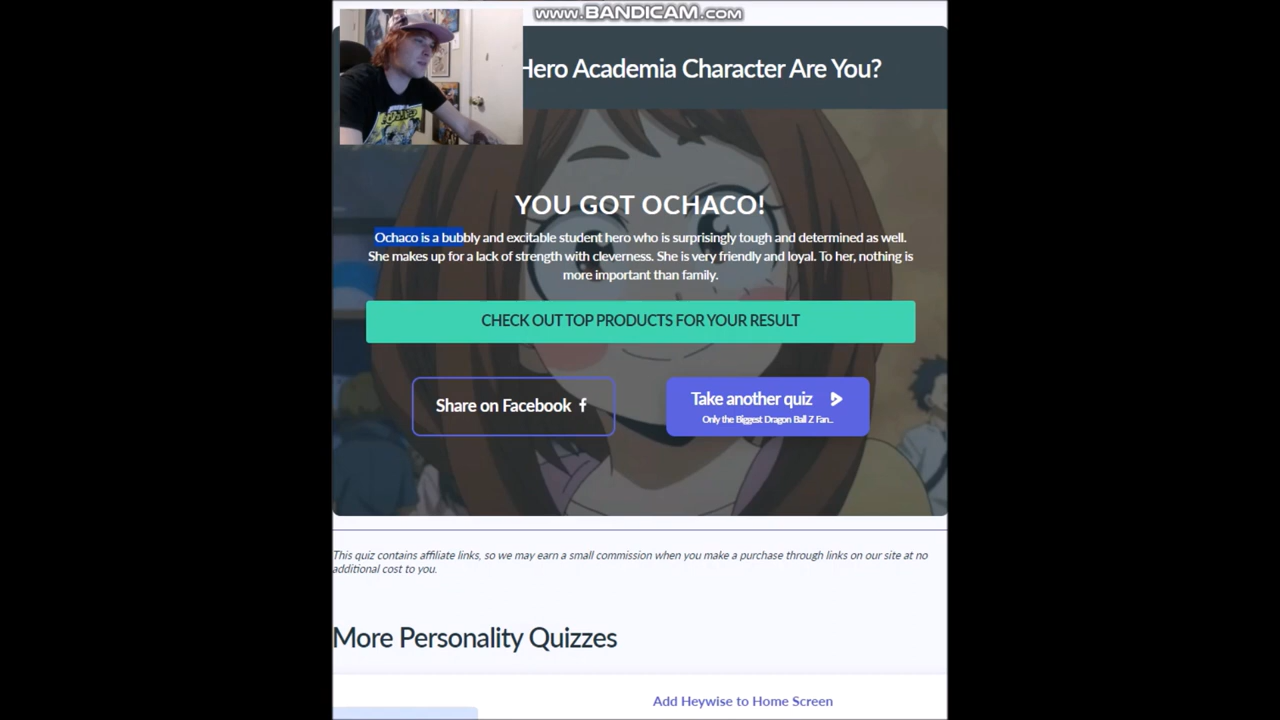 www.BANDICAM.com
Hero Academia Character Are You?
YOU GOT OCHACO!
Ochaco is a bubbly and excitable student hero who is surprisingly tough and determined as well.
She makes up for a lack of strength with cleverness. She is very friendly and loyal. To her, nothing is
more important than family.
CHECK OUT TOP PRODUCTS FOR YOUR RESULT
Share on Facebook f
Take another quiz
Only the Biggest Dragon Ball Z Fan...
This quiz contains affiliate links, so we may earn a small commission when you make a purchase through links on our site at no
additional cost to you.
More Personality Quizzes
Add Heywise to Home Screen